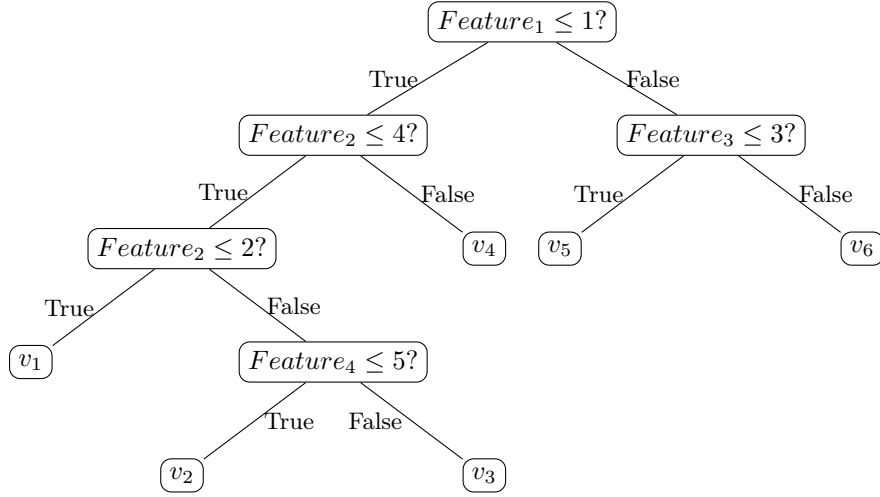 Feature₁ ≤ 1?
True
False
Feature₂ ≤ 4?
Feature₃ ≤ 3?
True
False
True
False
Feature₂ ≤ 2?
v₄
v₅
v₆
True
False
v₁
Feature₄ ≤ 5?
True
False
v₂
v₃